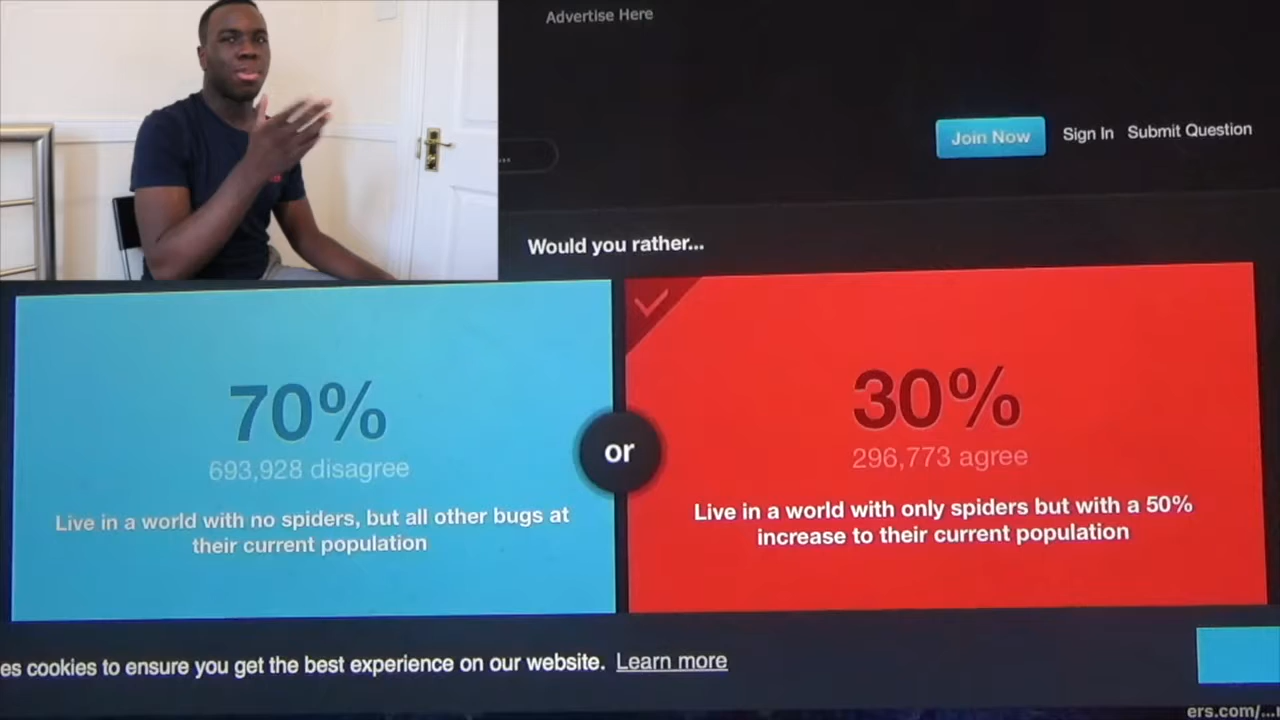 Advertise Here
Join Now
Sign In
Submit Question
...
Would you rather...
70%
693,928 disagree
Live in a world with no spiders, but all other bugs at
their current population
or
30%
296,773 agree
Live in a world with only spiders but with a 50%
increase to their current population
es cookies to ensure you get the best experience on our website. Learn more
ers.com/...